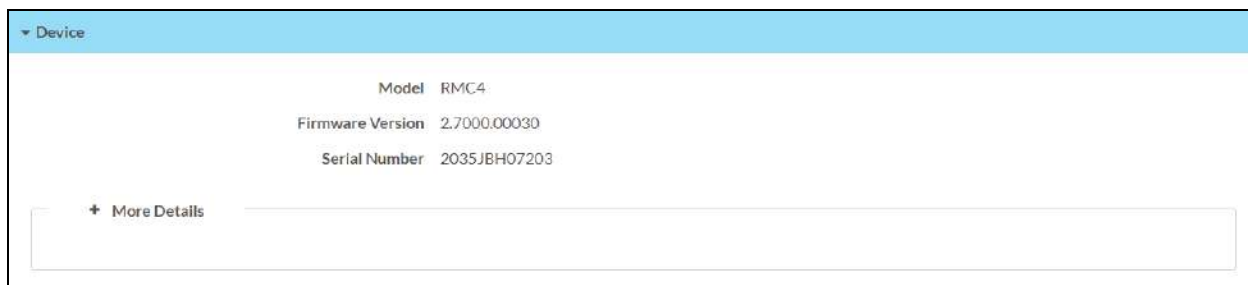 Device
Model RMC4
Firmware Version 2.7000.00030
Serial Number 2035JBH07203
+ More Details